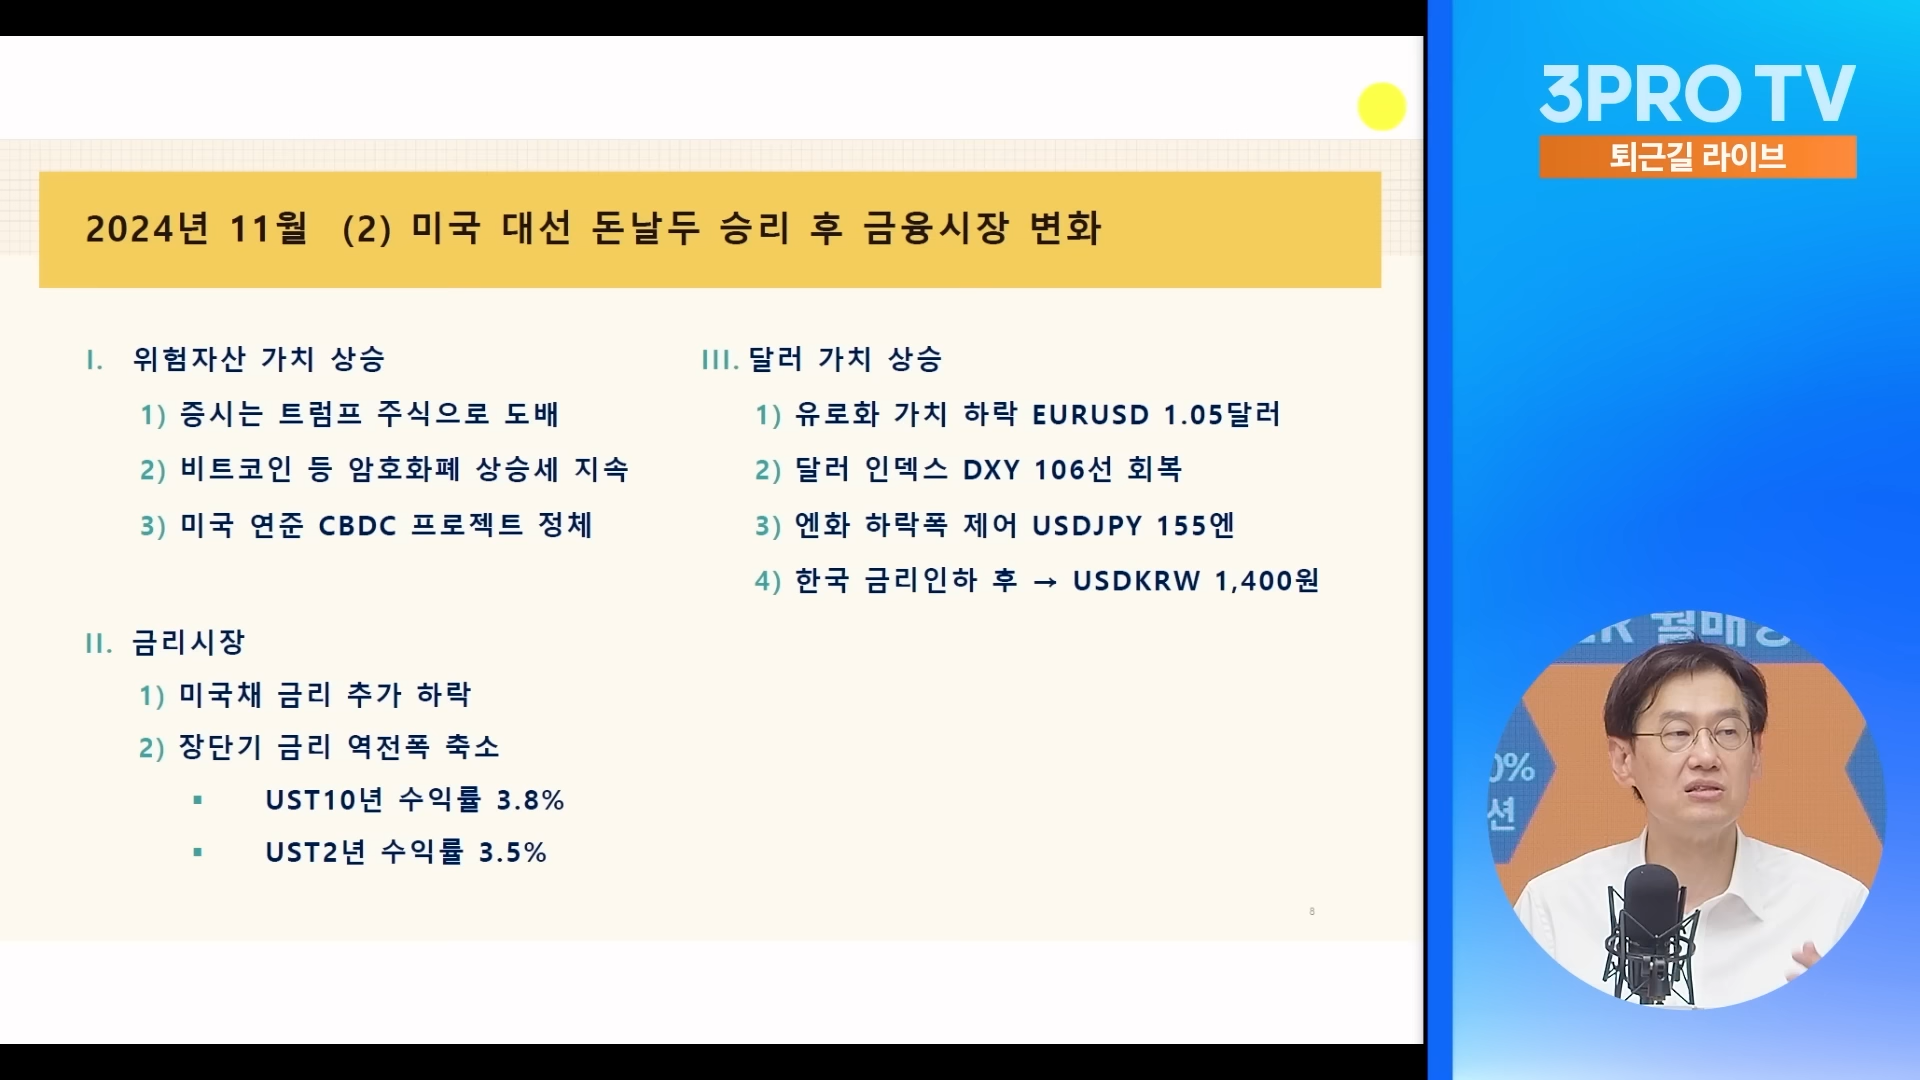 2024년 11월 (2) 미국 대선 돈날두 승리 후 금융시장 변화
I. 위험자산 가치 상승
1) 증시는 트럼프 주식으로 도배
2) 비트코인 등 암호화폐 상승세 지속
3) 미국 연준 CBDC 프로젝트 정체
II. 금리시장
1) 미국채 금리 추가 하락
2) 장단기 금리 역전폭 축소
▪ UST10년 수익률 3.8%
▪ UST2년 수익률 3.5%
III. 달러 가치 상승
1) 유로화 가치 하락 EURUSD 1.05달러
2) 달러 인덱스 DXY 106선 회복
3) 엔화 하락폭 제어 USDJPY 155엔
4) 한국 금리인하 후 → USDKRW 1,400원
8
3PRO TV
퇴근길 라이브
0%
션